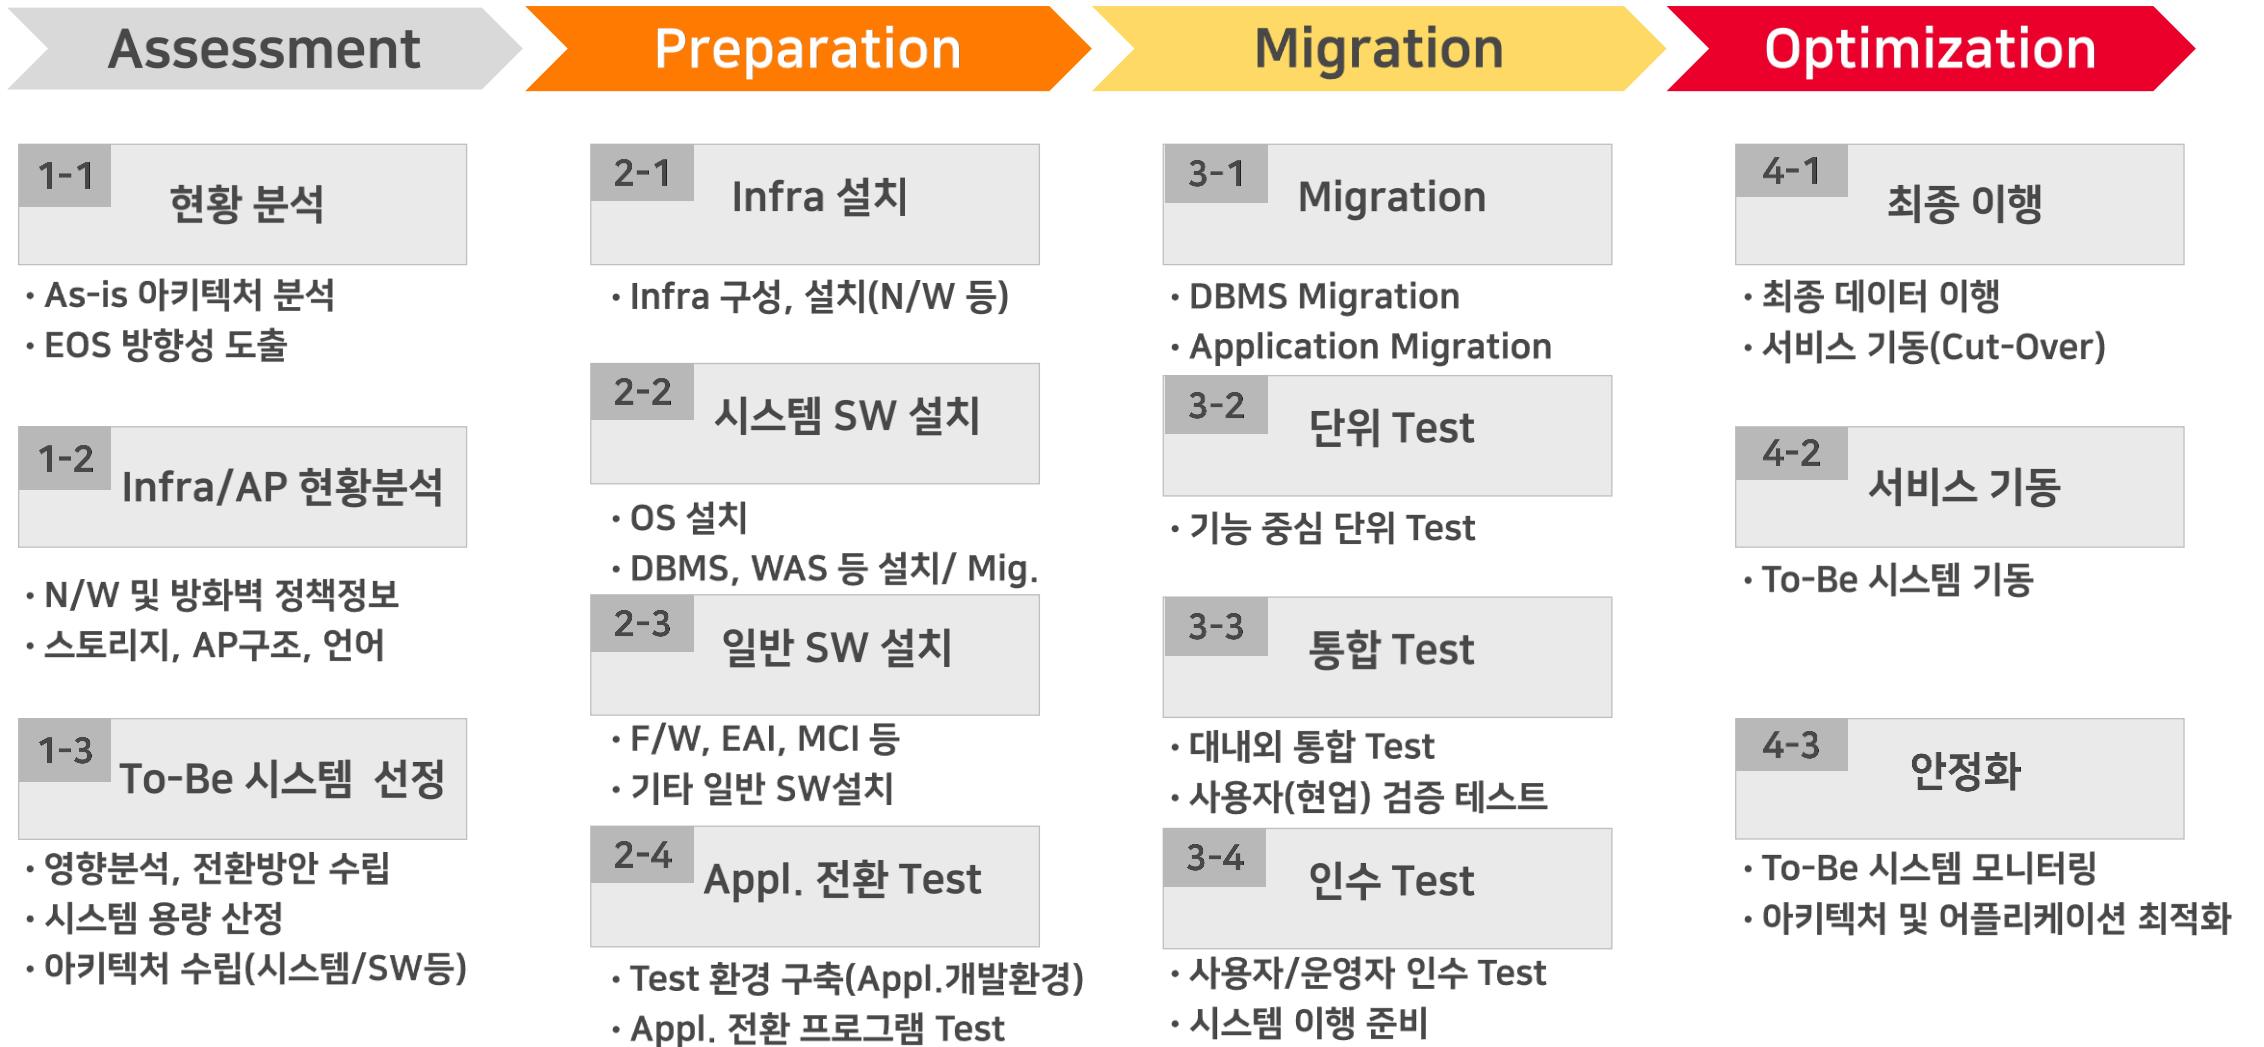 Assessment
Preparation
Migration
Optimization
1-1
현황 분석
· As-is 아키텍처 분석
· EOS 방향성 도출
1-2
Infra/AP 현황분석
· N/W 및 방화벽 정책정보
· 스토리지, AP구조, 언어
1-3
To-Be 시스템 선정
· 영향분석, 전환방안 수립
· 시스템 용량 산정
· 아키텍처 수립(시스템/SW등)
2-1
Infra 설치
· Infra 구성, 설치(N/W 등)
2-2
시스템 SW 설치
· OS 설치
· DBMS, WAS 등 설치/ Mig.
2-3
일반 SW 설치
· F/W, EAI, MCI 등
· 기타 일반 SW설치
2-4
Appl. 전환 Test
· Test 환경 구축(Appl.개발환경)
· Appl. 전환 프로그램 Test
3-1
Migration
· DBMS Migration
· Application Migration
3-2
단위 Test
· 기능 중심 단위 Test
3-3
통합 Test
· 대내외 통합 Test
· 사용자(현업) 검증 테스트
3-4
인수 Test
· 사용자/운영자 인수 Test
· 시스템 이행 준비
4-1
최종 이행
· 최종 데이터 이행
· 서비스 기동(Cut-Over)
4-2
서비스 기동
· To-Be 시스템 기동
4-3
안정화
· To-Be 시스템 모니터링
· 아키텍처 및 어플리케이션 최적화